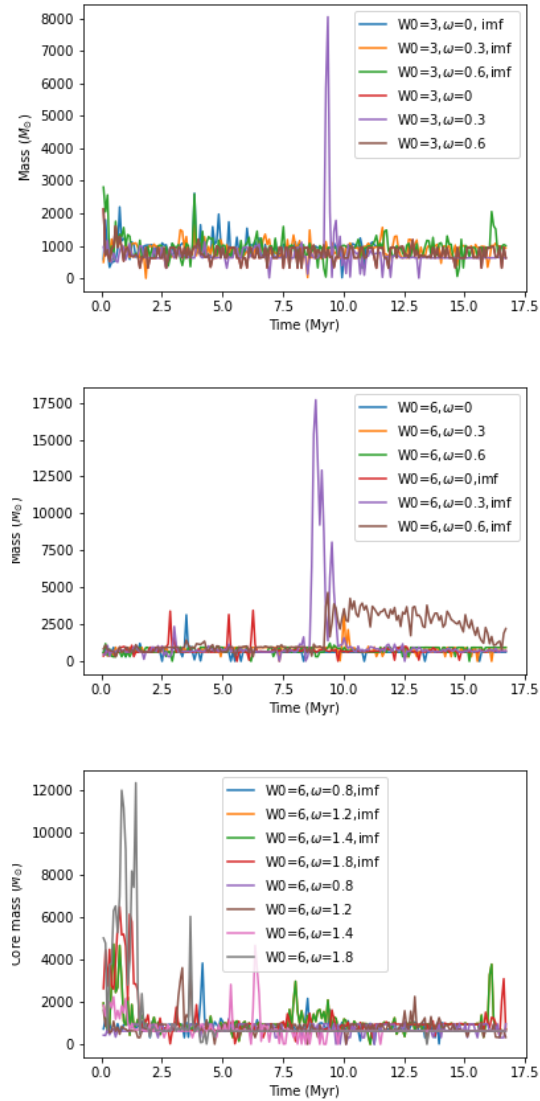 8000
7000
6000
5000
4000
3000
2000
1000
0
Mass (M⊙)
W0=3,ω=0, imf
W0=3,ω=0.3,imf
W0=3,ω=0.6,imf
W0=3,ω=0
W0=3,ω=0.3
W0=3,ω=0.6
0.0 2.5 5.0 7.5 10.0 12.5 15.0 17.5
Time (Myr)
17500
15000
12500
10000
7500
5000
2500
0
Mass (M⊙)
W0=6,ω=0
W0=6,ω=0.3
W0=6,ω=0.6
W0=6,ω=0,imf
W0=6,ω=0.3,imf
W0=6,ω=0.6,imf
0.0 2.5 5.0 7.5 10.0 12.5 15.0 17.5
Time (Myr)
12000
10000
8000
6000
4000
2000
0
Core mass (M⊙)
W0=6,ω=0.8,imf
W0=6,ω=1.2,imf
W0=6,ω=1.4,imf
W0=6,ω=1.8,imf
W0=6,ω=0.8
W0=6,ω=1.2
W0=6,ω=1.4
W0=6,ω=1.8
0.0 2.5 5.0 7.5 10.0 12.5 15.0 17.5
Time (Myr)